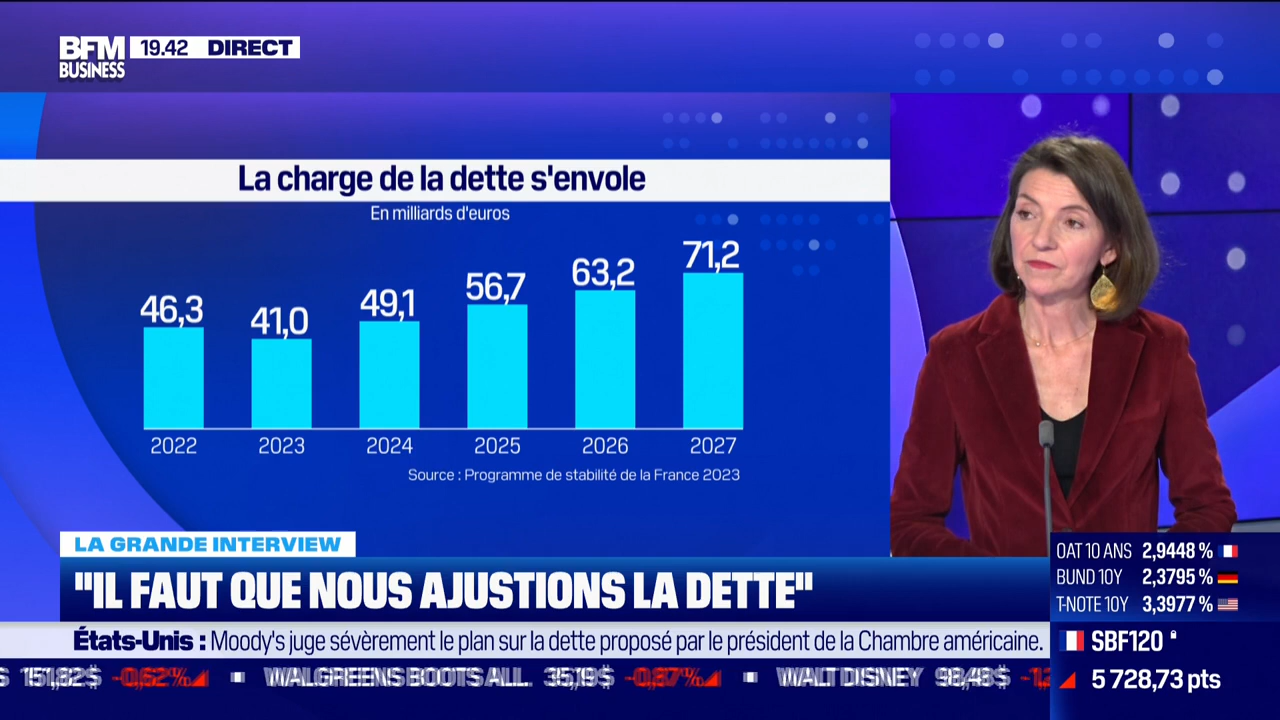 BFM
BUSINESS
19.42 DIRECT
La charge de la dette s'envole
En milliards d'euros
46,3
41,0
49,1
56,7
63,2
71,2
2022
2023
2024
2025
2026
2027
Source : Programme de stabilité de la France 2023
LA GRANDE INTERVIEW
"IL FAUT QUE NOUS AJUSTIONS LA DETTE"
États-Unis : Moody's juge sévèrement le plan sur la dette proposé par le président de la Chambre américaine.
OAT 10 ANS 2,9448 %
BUND 10Y 2,3795 %
T-NOTE 10Y 3,3977 %
SBF120
5 728,73 pts
$ 151,82$ -0,62% WALGREENS BOOTS ALL. 35,19$ -0,87% WALT DISNEY 98,48$